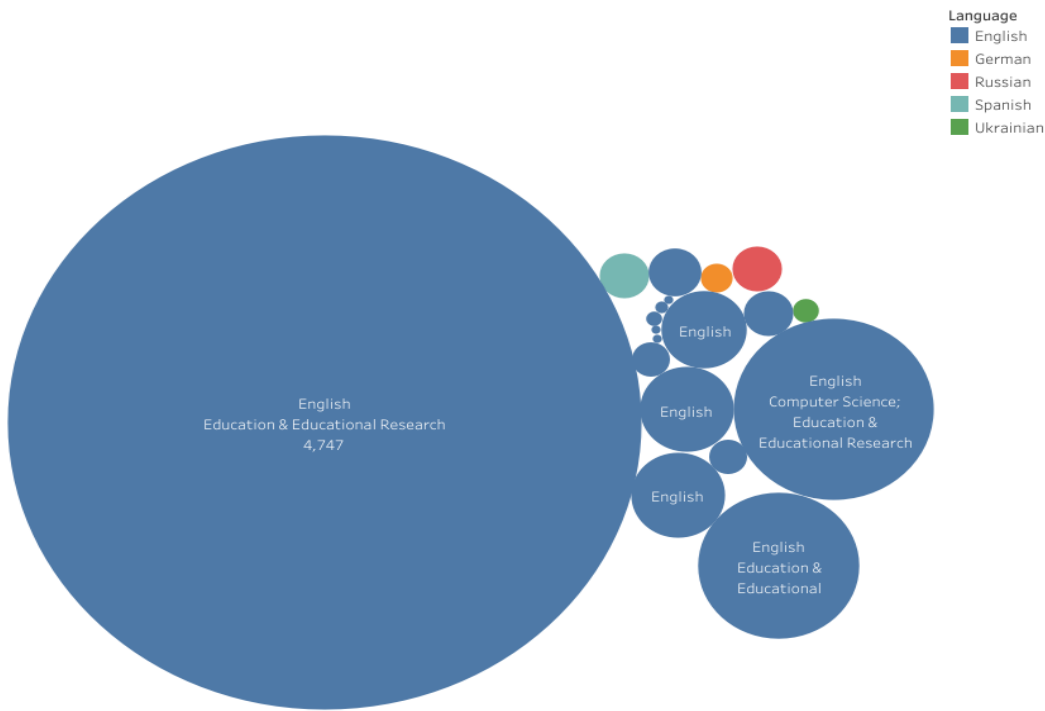 Language
English
German
Russian
Spanish
Ukrainian
English
Education & Educational Research
4,747
English
English
Computer Science;
Education &
Educational Research
English
English
English
Education &
Educational